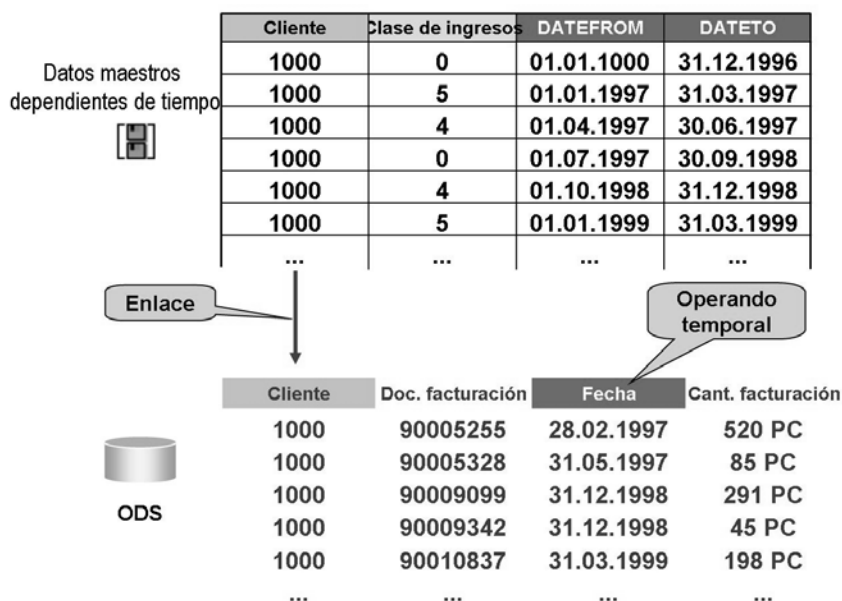 Cliente Clase de ingresos DATEFROM DATETO
1000 0 01.01.1000 31.12.1996
Datos maestros
dependientes de tiempo
1000 5 01.01.1997 31.03.1997
1000 4 01.04.1997 30.06.1997
1000 0 01.07.1997 30.09.1998
1000 4 01.10.1998 31.12.1998
1000 5 01.01.1999 31.03.1999
... ... ... ...
Enlace
Operando
temporal
Cliente Doc. facturación Fecha Cant. facturación
1000 90005255 28.02.1997 520 PC
1000 90005328 31.05.1997 85 PC
1000 90009099 31.12.1998 291 PC
1000 90009342 31.12.1998 45 PC
1000 90010837 31.03.1999 198 PC
... ... ... ...
ODS